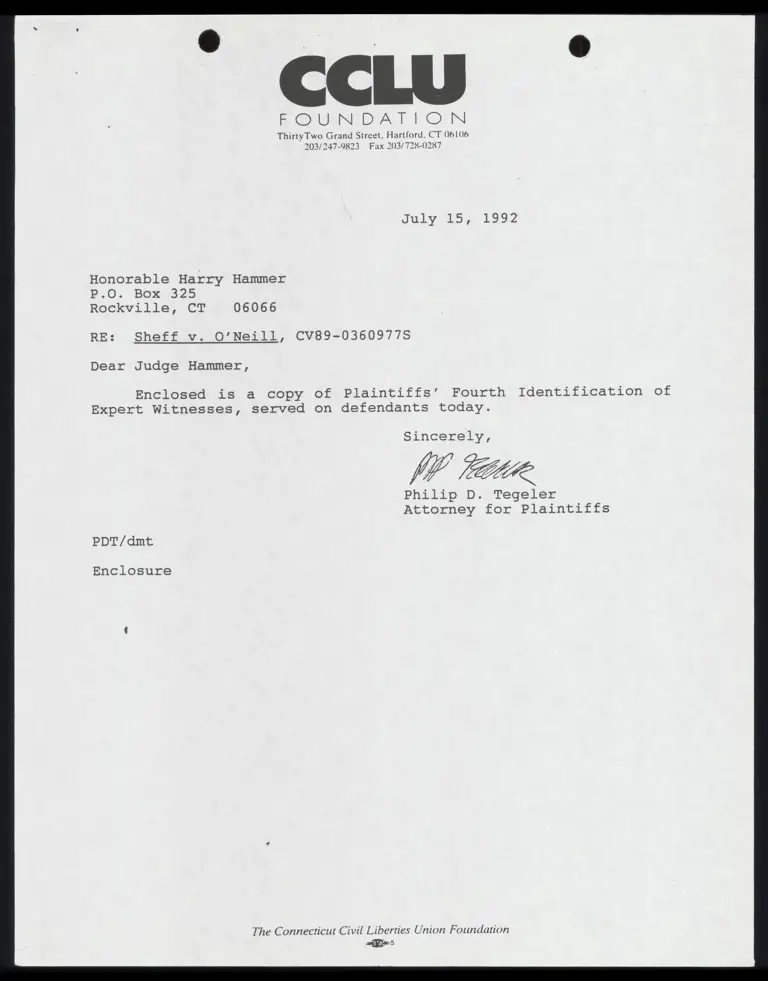 CCLU
FOUNDATION
ThirtyTwo Grand Street, Hartford, CT 06106
203/247-9823 Fax 203/728-0287
July 15, 1992
Honorable Harry Hammer
P.O. Box 325
Rockville, CT 06066
RE: Sheff v. O'Neill, CV89-0360977S
Dear Judge Hammer,
Enclosed is a copy of Plaintiffs' Fourth Identification of
Expert Witnesses, served on defendants today.
Sincerely,
Philip D. Tegeler
Attorney for Plaintiffs
PDT/dmt
Enclosure
The Connecticut Civil Liberties Union Foundation
5